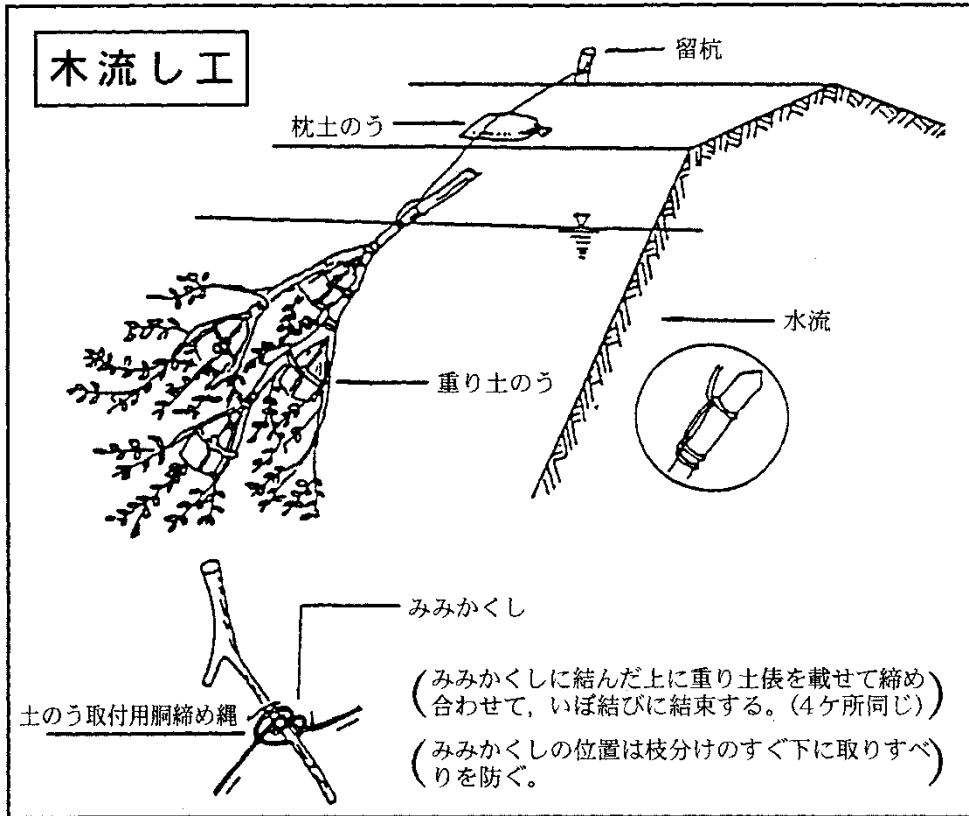 木流し工
留杭
枕土のう
水流
重り土のう
みみかくし
土のう取付用胴締め縄
(みみかくしに結んだ上に重り土俵を載せて締め
合わせて，いぼ結びに結束する。(4ケ所同じ))
(みみかくしの位置は枝分けのすぐ下に取りすべ
りを防ぐ。)